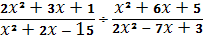 (2x² + 3x + 1)/(x² + 2x − 15) ÷ (x² + 6x + 5)/(2x² − 7x + 3)